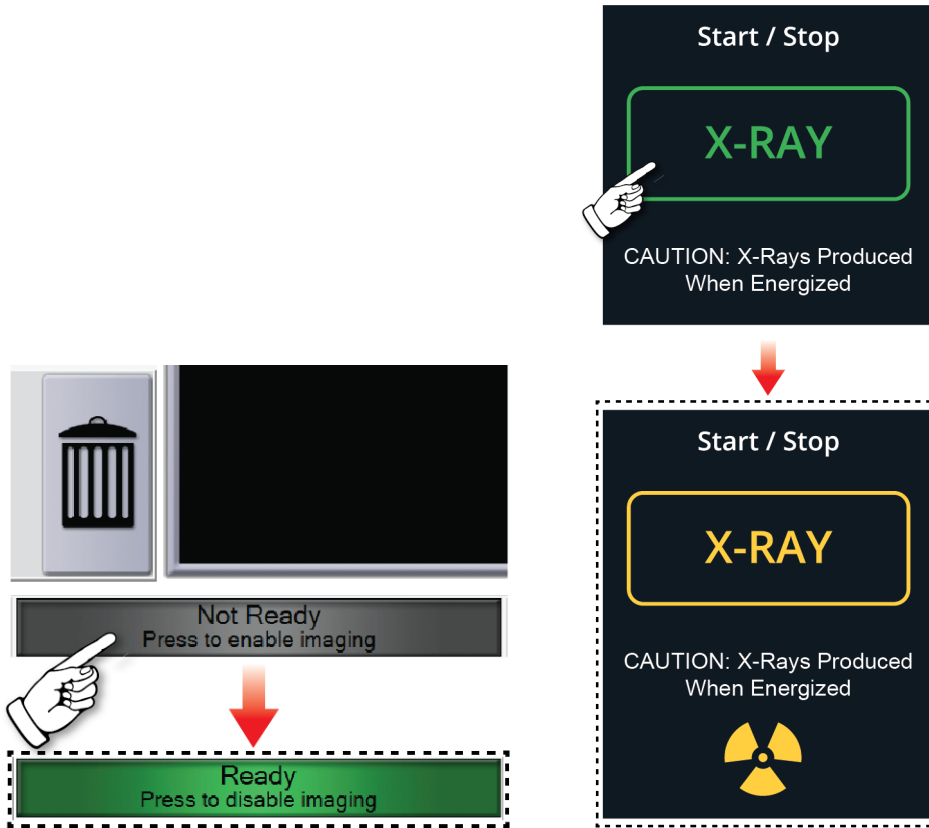 Start / Stop
X-RAY
CAUTION: X-Rays Produced
When Energized
Not Ready
Press to enable imaging
Ready
Press to disable imaging
Start / Stop
X-RAY
CAUTION: X-Rays Produced
When Energized